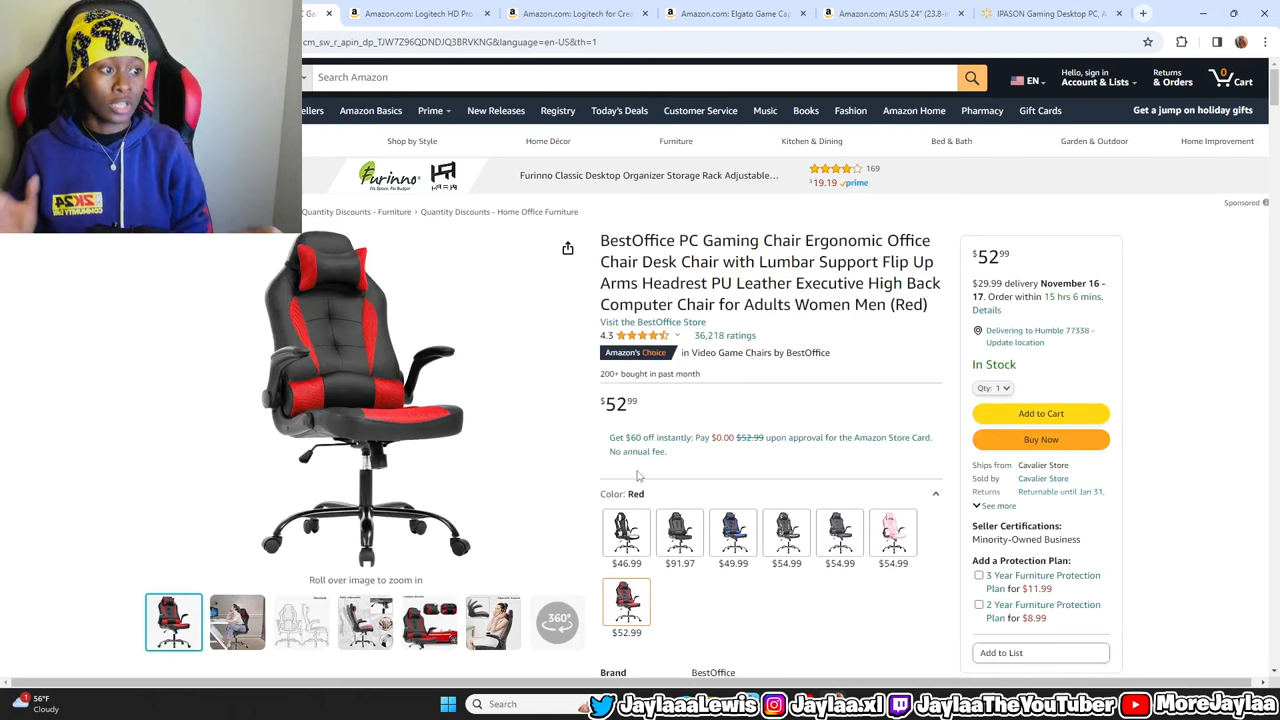 PC Ga
Amazon.com: Logitech HD Pro
Amazon.com: Logitech for Crea
Amazon.com: Elgato Game Ca
Amazon.com: ASUS 24" (23.8-in
JASON Gaming Desktop PC, A
cm_sw_r_apin_dp_TJW7Z96QDNDJQ3BRVKNG&language=en-US&th=1
Search Amazon
EN
Hello, sign in
Account & Lists
Returns
& Orders
0
Cart
ellers
Amazon Basics
Prime
New Releases
Registry
Today's Deals
Customer Service
Music
Books
Fashion
Amazon Home
Pharmacy
Gift Cards
Get a jump on holiday gifts
Shop by Style
Home Décor
Furniture
Kitchen & Dining
Bed & Bath
Garden & Outdoor
Home Improvement
Furinno
Fits Space, Fits Budget
Furinno Classic Desktop Organizer Storage Rack Adjustable...
169
$19.19 prime
Sponsored
2K24
Quantity Discounts - Furniture › Quantity Discounts - Home Office Furniture
BestOffice PC Gaming Chair Ergonomic Office
Chair Desk Chair with Lumbar Support Flip Up
Arms Headrest PU Leather Executive High Back
Computer Chair for Adults Women Men (Red)
Visit the BestOffice Store
4.3
36,218 ratings
Amazon's Choice in Video Game Chairs by BestOffice
200+ bought in past month
$52.99
Get $60 off instantly: Pay $0.00 $52.99 upon approval for the Amazon Store Card.
No annual fee.
Color: Red
$46.99
$91.97
$49.99
$54.99
$54.99
$54.99
$52.99
Brand
BestOffice
Roll over image to zoom in
360°
$52.99
$29.99 delivery November 16 -
17. Order within 15 hrs 6 mins.
Details
Delivering to Humble 77338 -
Update location
In Stock
Qty: 1
Add to Cart
Buy Now
Ships from Cavalier Store
Sold by Cavalier Store
Returns Returnable until Jan 31,
See more
Seller Certifications:
Minority-Owned Business
Add a Protection Plan:
3 Year Furniture Protection
Plan for $11.99
2 Year Furniture Protection
Plan for $8.99
Add to List
1
56°F
Cloudy
Search
JaylaaaLewis
Jaylaa.xl
JaylaaTheYouTuber
MoreJaylaa